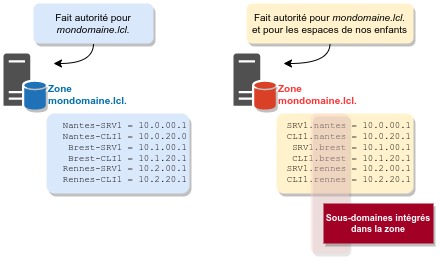 Fait autorité pour
mondomaine.lcl.
Zone
mondomaine.lcl.
Nantes-SRV1 = 10.0.00.1
Nantes-CLI1 = 10.0.20.0
Brest-SRV1 = 10.1.00.1
Brest-CLI1 = 10.1.20.1
Rennes-SRV1 = 10.2.00.1
Rennes-CLI1 = 10.2.20.1
Fait autorité pour mondomaine.lcl.
et pour les espaces de nos enfants
Zone
mondomaine.lcl.
SRV1.nantes = 10.0.00.1
CLI1.nantes = 10.0.20.1
SRV1.brest = 10.1.00.1
CLI1.brest = 10.1.20.1
SRV1.rennes = 10.2.00.1
CLI1.rennes = 10.2.20.1
Sous-domaines intégrés
dans la zone